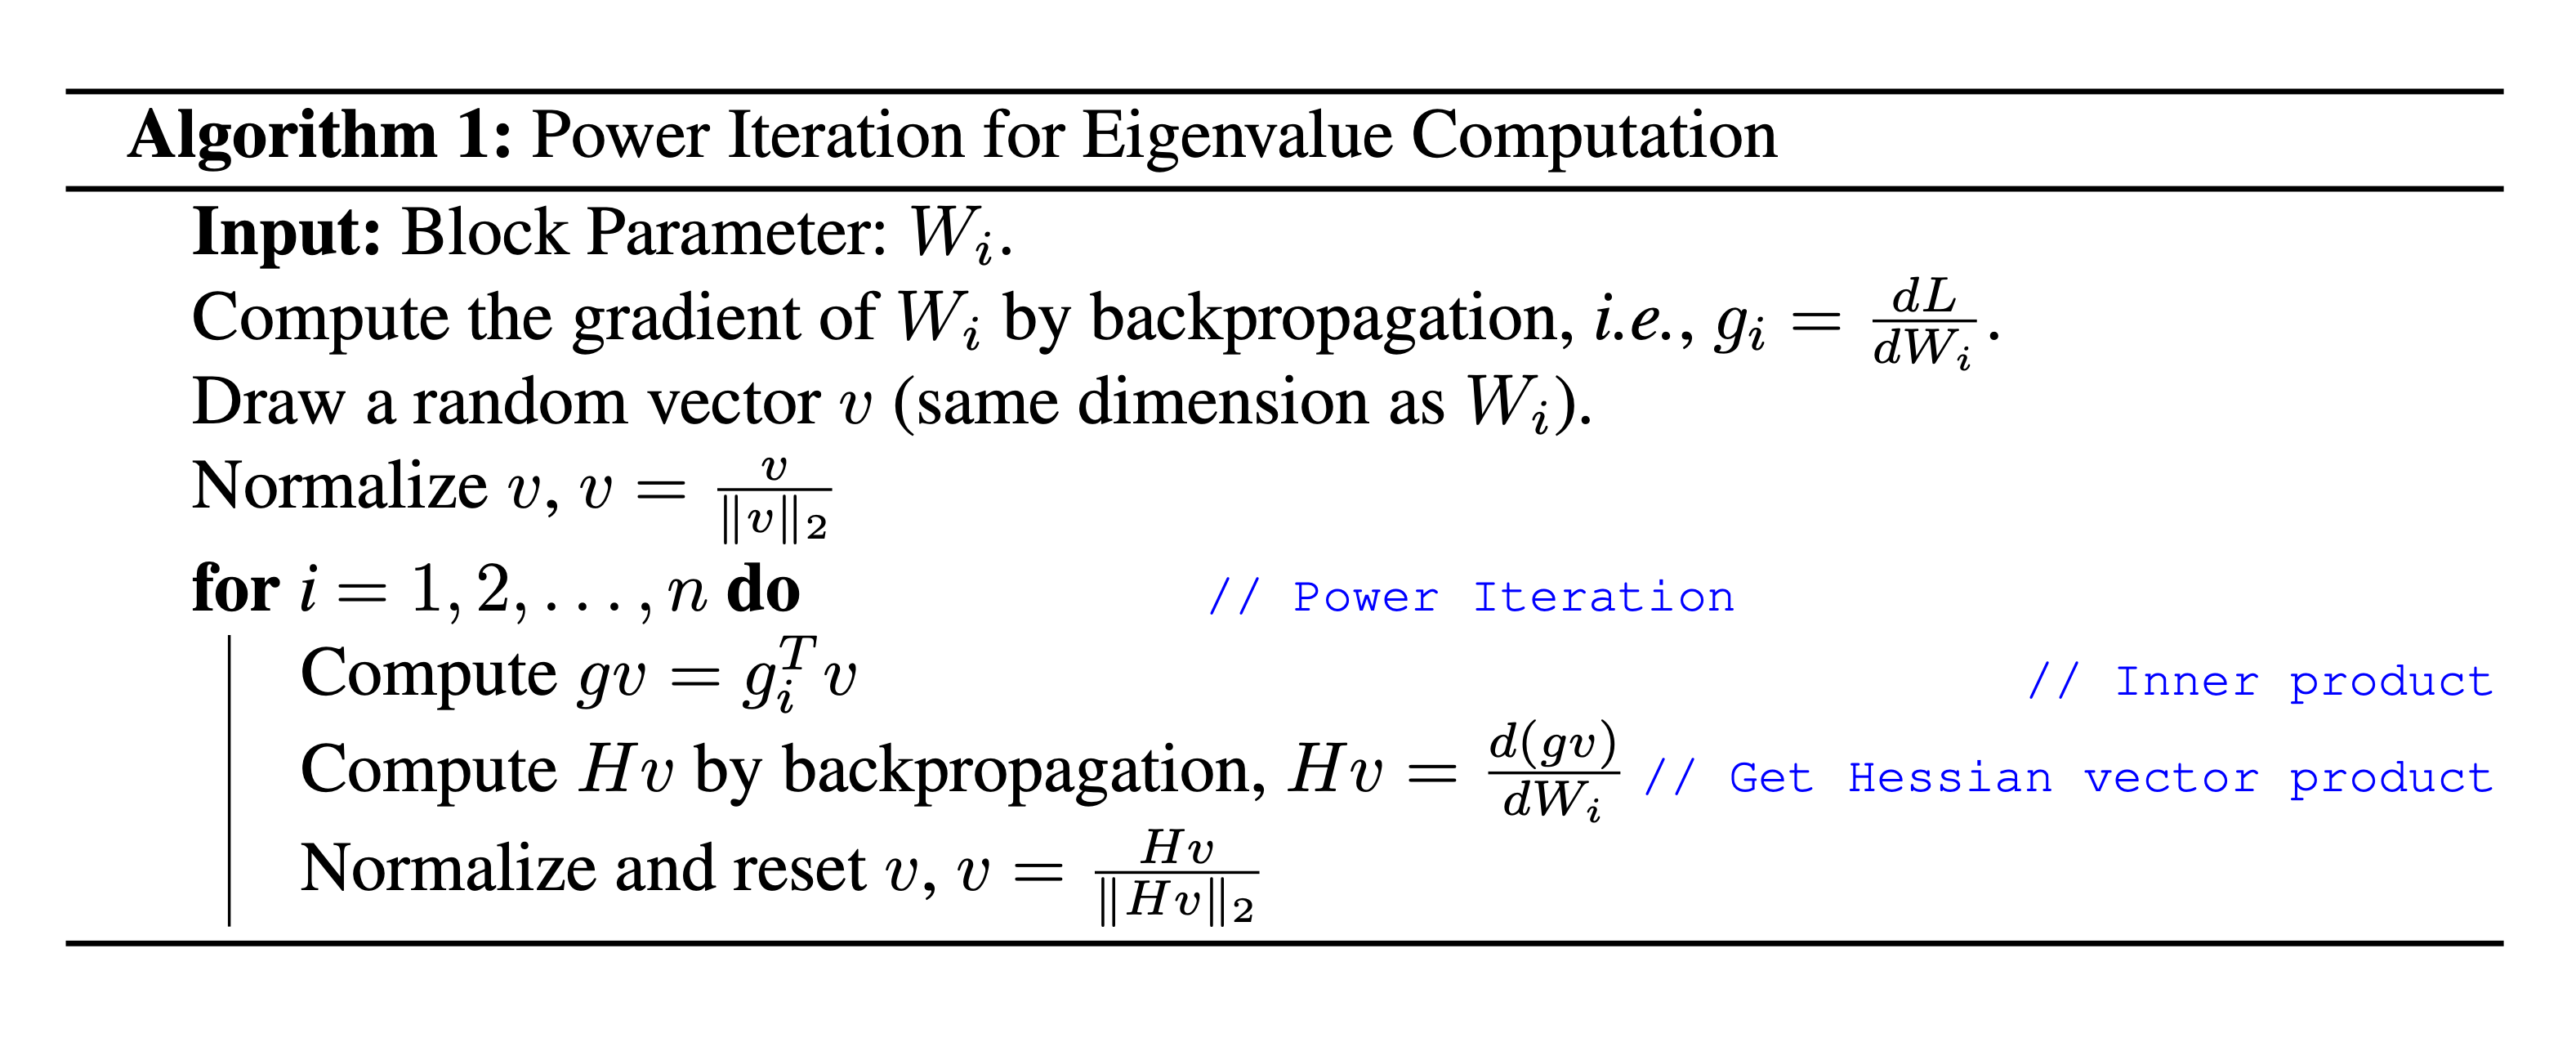 Algorithm 1: Power Iteration for Eigenvalue Computation
Input: Block Parameter: $W_i$.
Compute the gradient of $W_i$ by backpropagation, i.e., $g_i = \frac{dL}{dW_i}$.
Draw a random vector $v$ (same dimension as $W_i$).
Normalize $v$, $v = \frac{v}{\|v\|_2}$
for $i = 1, 2, \ldots, n$ do // Power Iteration
Compute $gv = g_i^T v$ // Inner product
Compute $Hv$ by backpropagation, $Hv = \frac{d(gv)}{dW_i}$ // Get Hessian vector product
Normalize and reset $v$, $v = \frac{Hv}{\|Hv\|_2}$